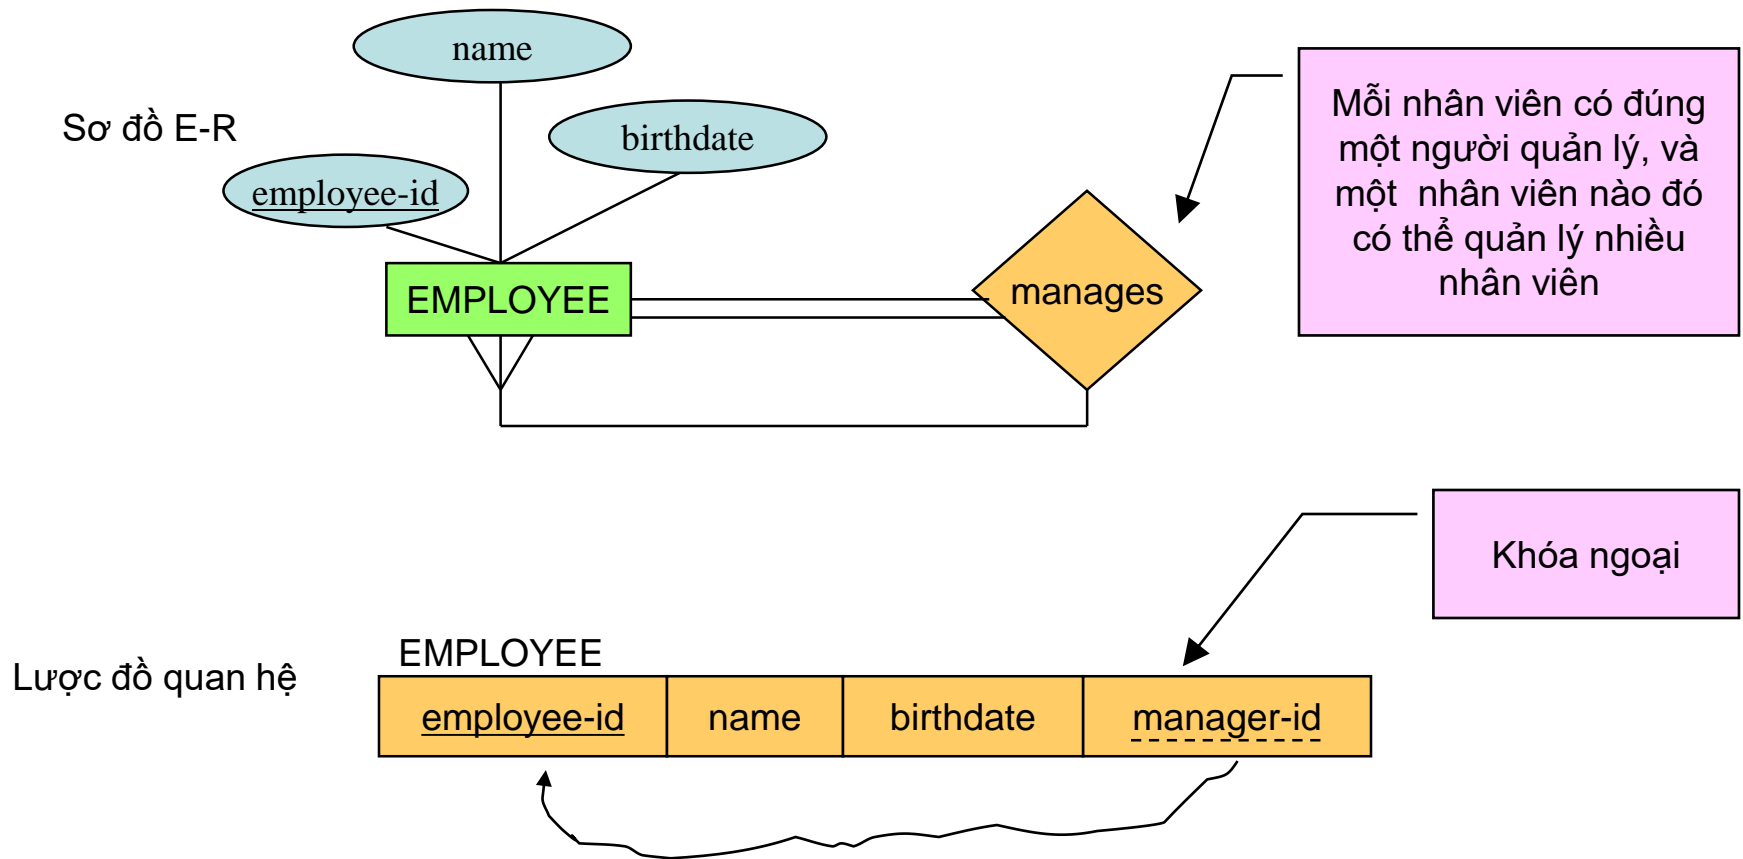 name
Sơ đồ E-R
birthdate
employee-id
EMPLOYEE
manages
Mỗi nhân viên có đúng
một người quản lý, và
một nhân viên nào đó
có thể quản lý nhiều
nhân viên
Khóa ngoại
Lược đồ quan hệ
EMPLOYEE
employee-id name birthdate manager-id